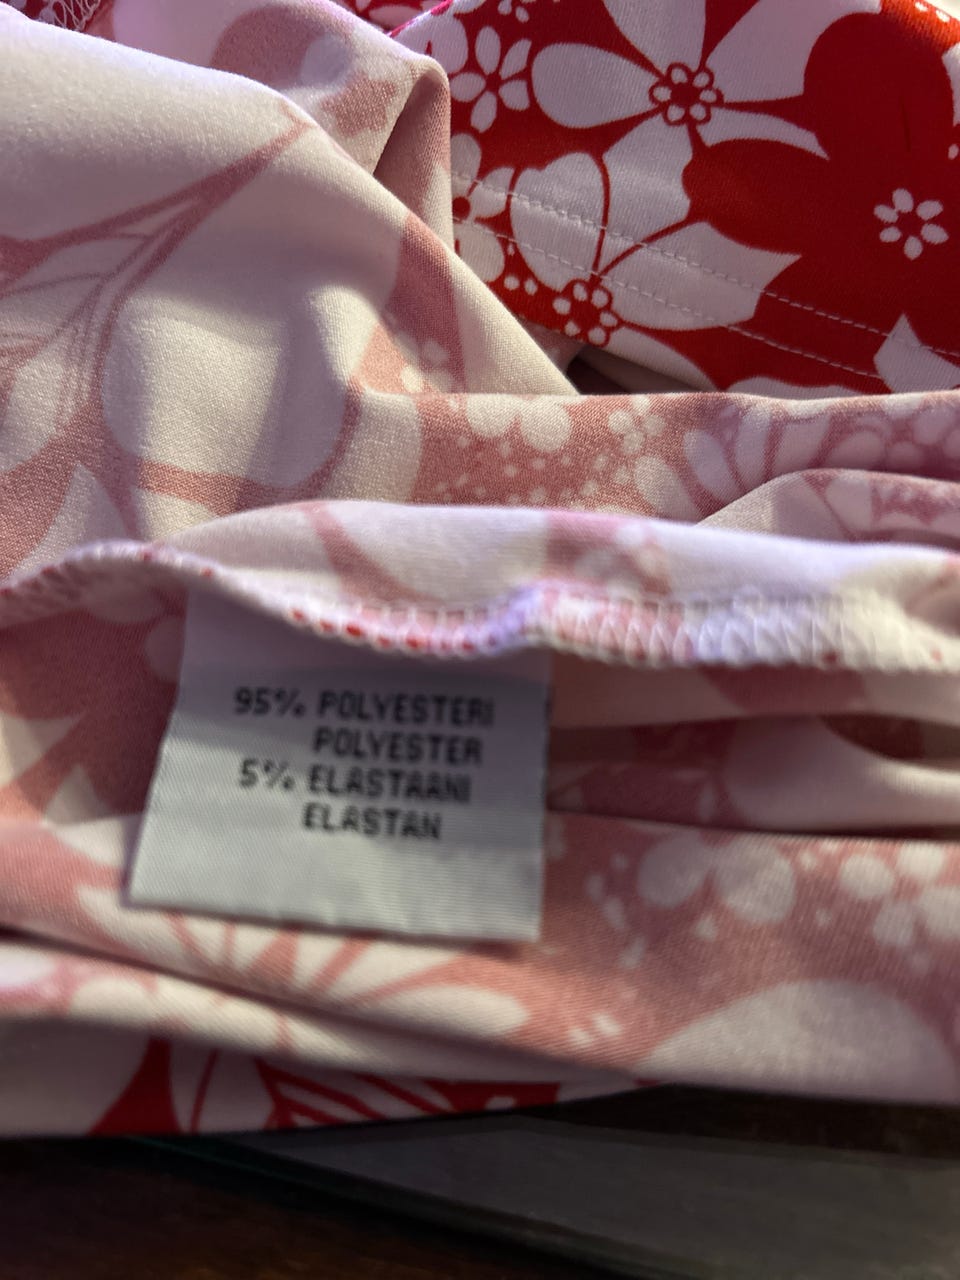 95% POLYESTERI
POLYESTER
5% ELASTAANI
ELASTAN